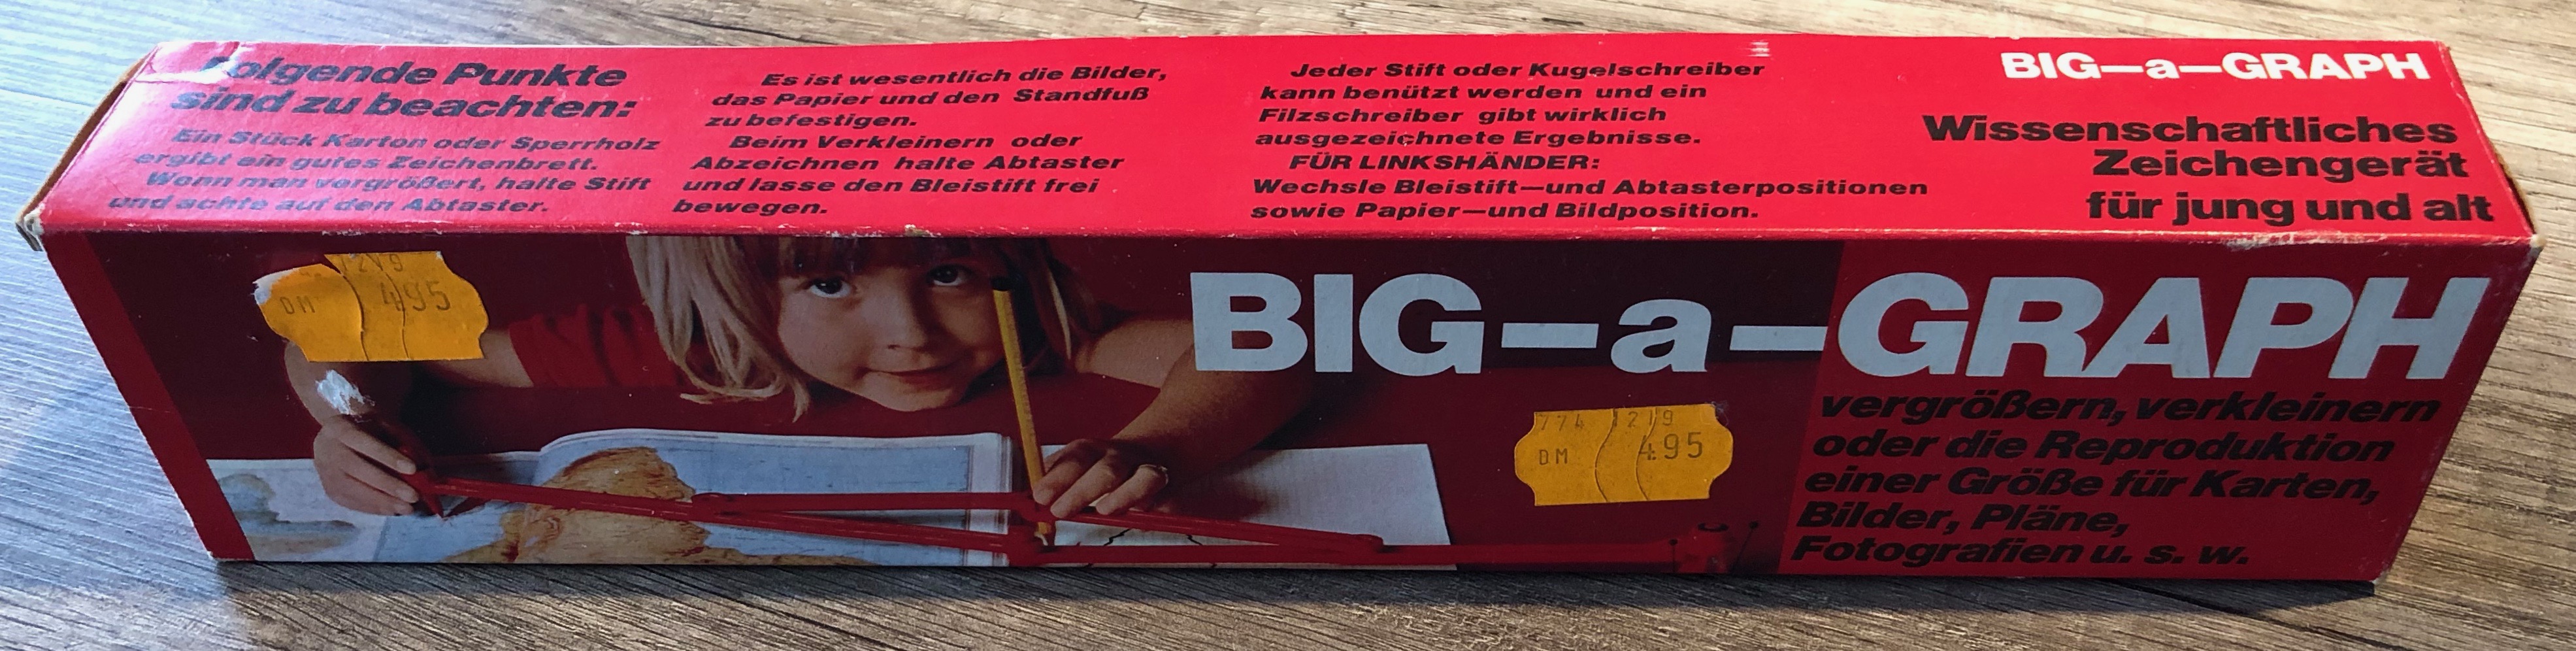 Folgende Punkte
sind zu beachten:
Ein Stück Karton oder Sperrholz
ergibt ein gutes Zeichenbrett.
Wenn man vergrößert, halte Stift
und achte auf den Abtaster.
Es ist wesentlich die Bilder,
das Papier und den Standfuß
zu befestigen.
Beim Verkleinern oder
Abzeichnen halte Abtaster
und lasse den Bleistift frei
bewegen.
Jeder Stift oder Kugelschreiber
kann benützt werden und ein
Filzschreiber gibt wirklich
ausgezeichnete Ergebnisse.
FÜR LINKSHÄNDER:
Wechsle Bleistift—und Abtasterpositionen
sowie Papier—und Bildposition.
BIG—a—GRAPH
Wissenschaftliches
Zeichengerät
für jung und alt
1219
DM 495
BIG—a—GRAPH
774 1219
DM 495
vergrößern, verkleinern
oder die Reproduktion
einer Größe für Karten,
Bilder, Pläne,
Fotografien u. s. w.